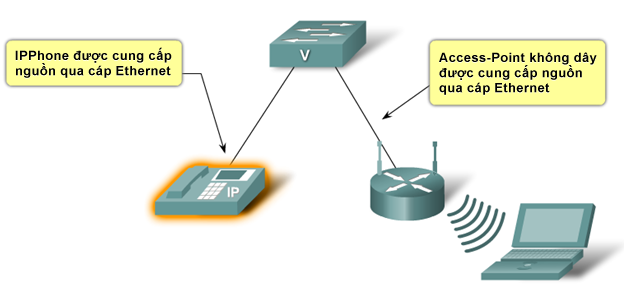 IPPhone được cung cấp
nguồn qua cáp Ethernet
V
Access-Point không dây
được cung cấp nguồn
qua cáp Ethernet
IP